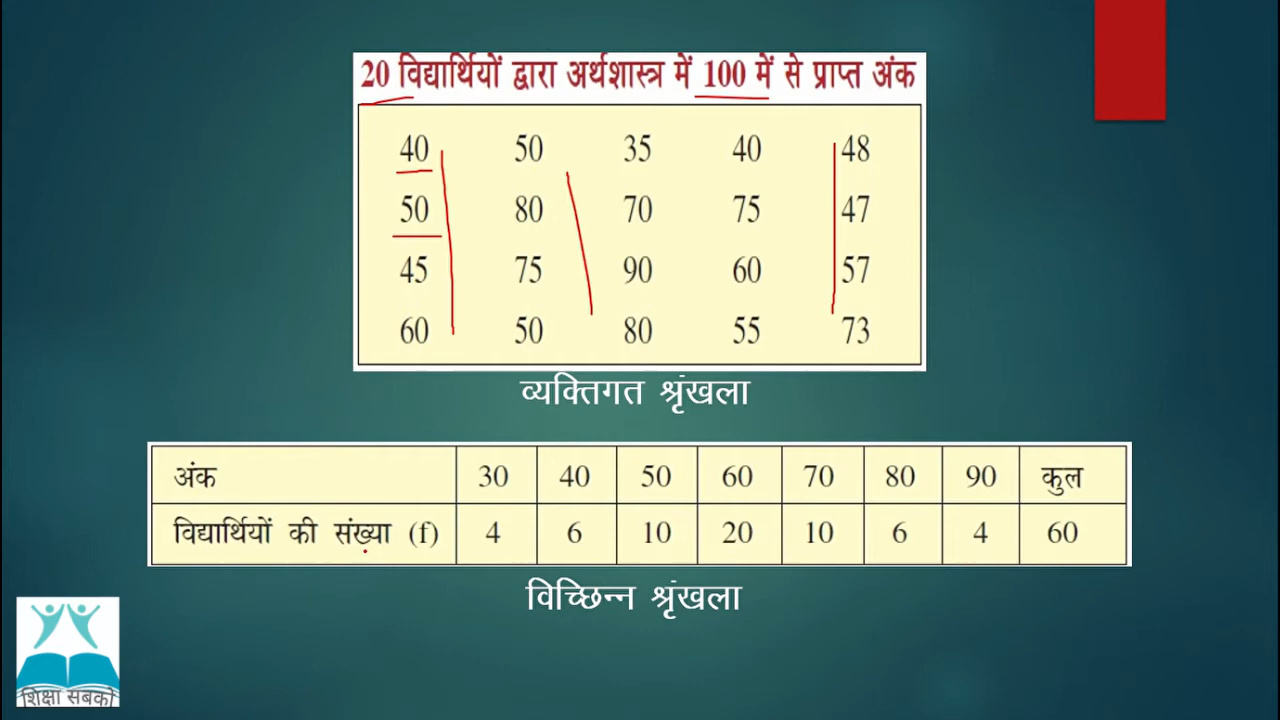 20 विद्यार्थियों द्वारा अर्थशास्त्र में 100 में से प्राप्त अंक
40 50 35 40 48
50 80 70 75 47
45 75 90 60 57
60 50 80 55 73
व्यक्तिगत श्रृंखला
अंक 30 40 50 60 70 80 90 कुल
विद्यार्थियों की संख्या (f) 4 6 10 20 10 6 4 60
विच्छिन्न श्रृंखला
शिक्षा सबको